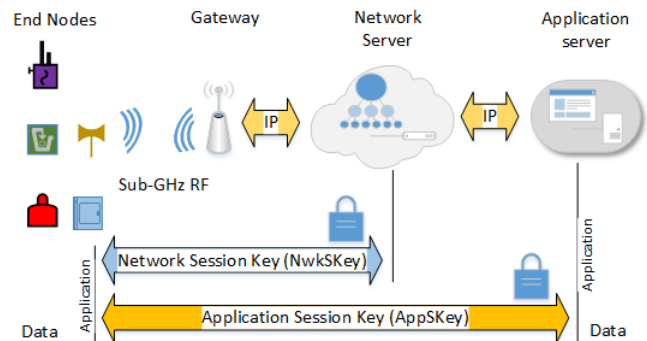 End Nodes
Gateway
Network
Server
Application
server
IP
IP
Sub-GHz RF
Network Session Key (NwkSKey)
Application
Application
Application Session Key (AppSKey)
Data
Data